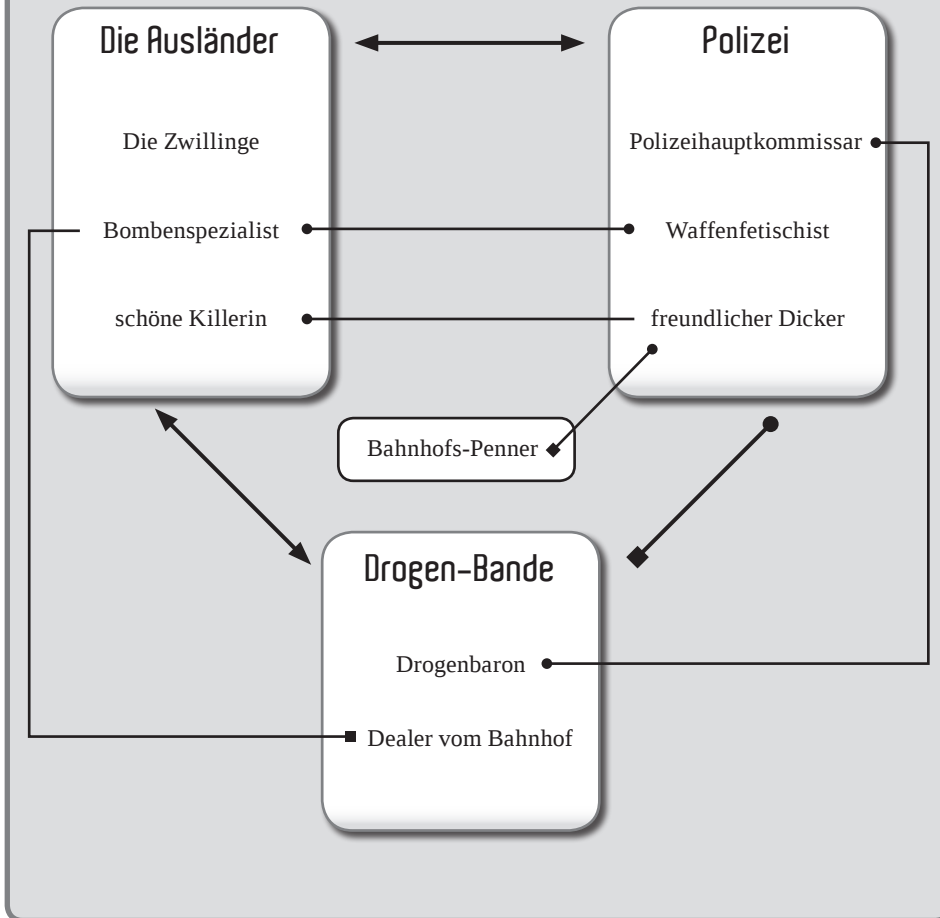 Die Ausländer
Die Zwillinge
Bombenspezialist
schöne Killerin
Polizei
Polizeihauptkommissar
Waffenfetischist
freundlicher Dicker
Bahnhofs-Penner
Drogen-Bande
Drogenbaron
Dealer vom Bahnhof